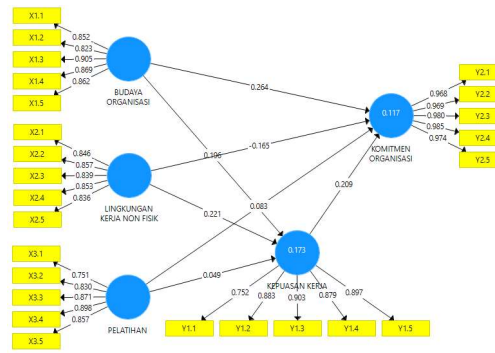 X1.1
X1.2
X1.3
X1.4
X1.5
0.852
0.823
0.905
0.869
0.862
BUDAYA
ORGANISASI
X2.1
X2.2
X2.3
X2.4
X2.5
0.846
0.857
0.839
0.853
0.836
LINGKUNGAN
KERJA NON FISIK
X3.1
X3.2
X3.3
X3.4
X3.5
0.751
0.830
0.871
0.898
0.857
PELATIHAN
0.264
-0.165
0.196
0.083
0.221
0.049
0.209
0.117
KOMITMEN
ORGANISASI
0.968
0.969
0.980
0.985
0.974
Y2.1
Y2.2
Y2.3
Y2.4
Y2.5
0.173
KEPUASAN KERJA
0.752
0.883
0.903
0.879
0.897
Y1.1
Y1.2
Y1.3
Y1.4
Y1.5